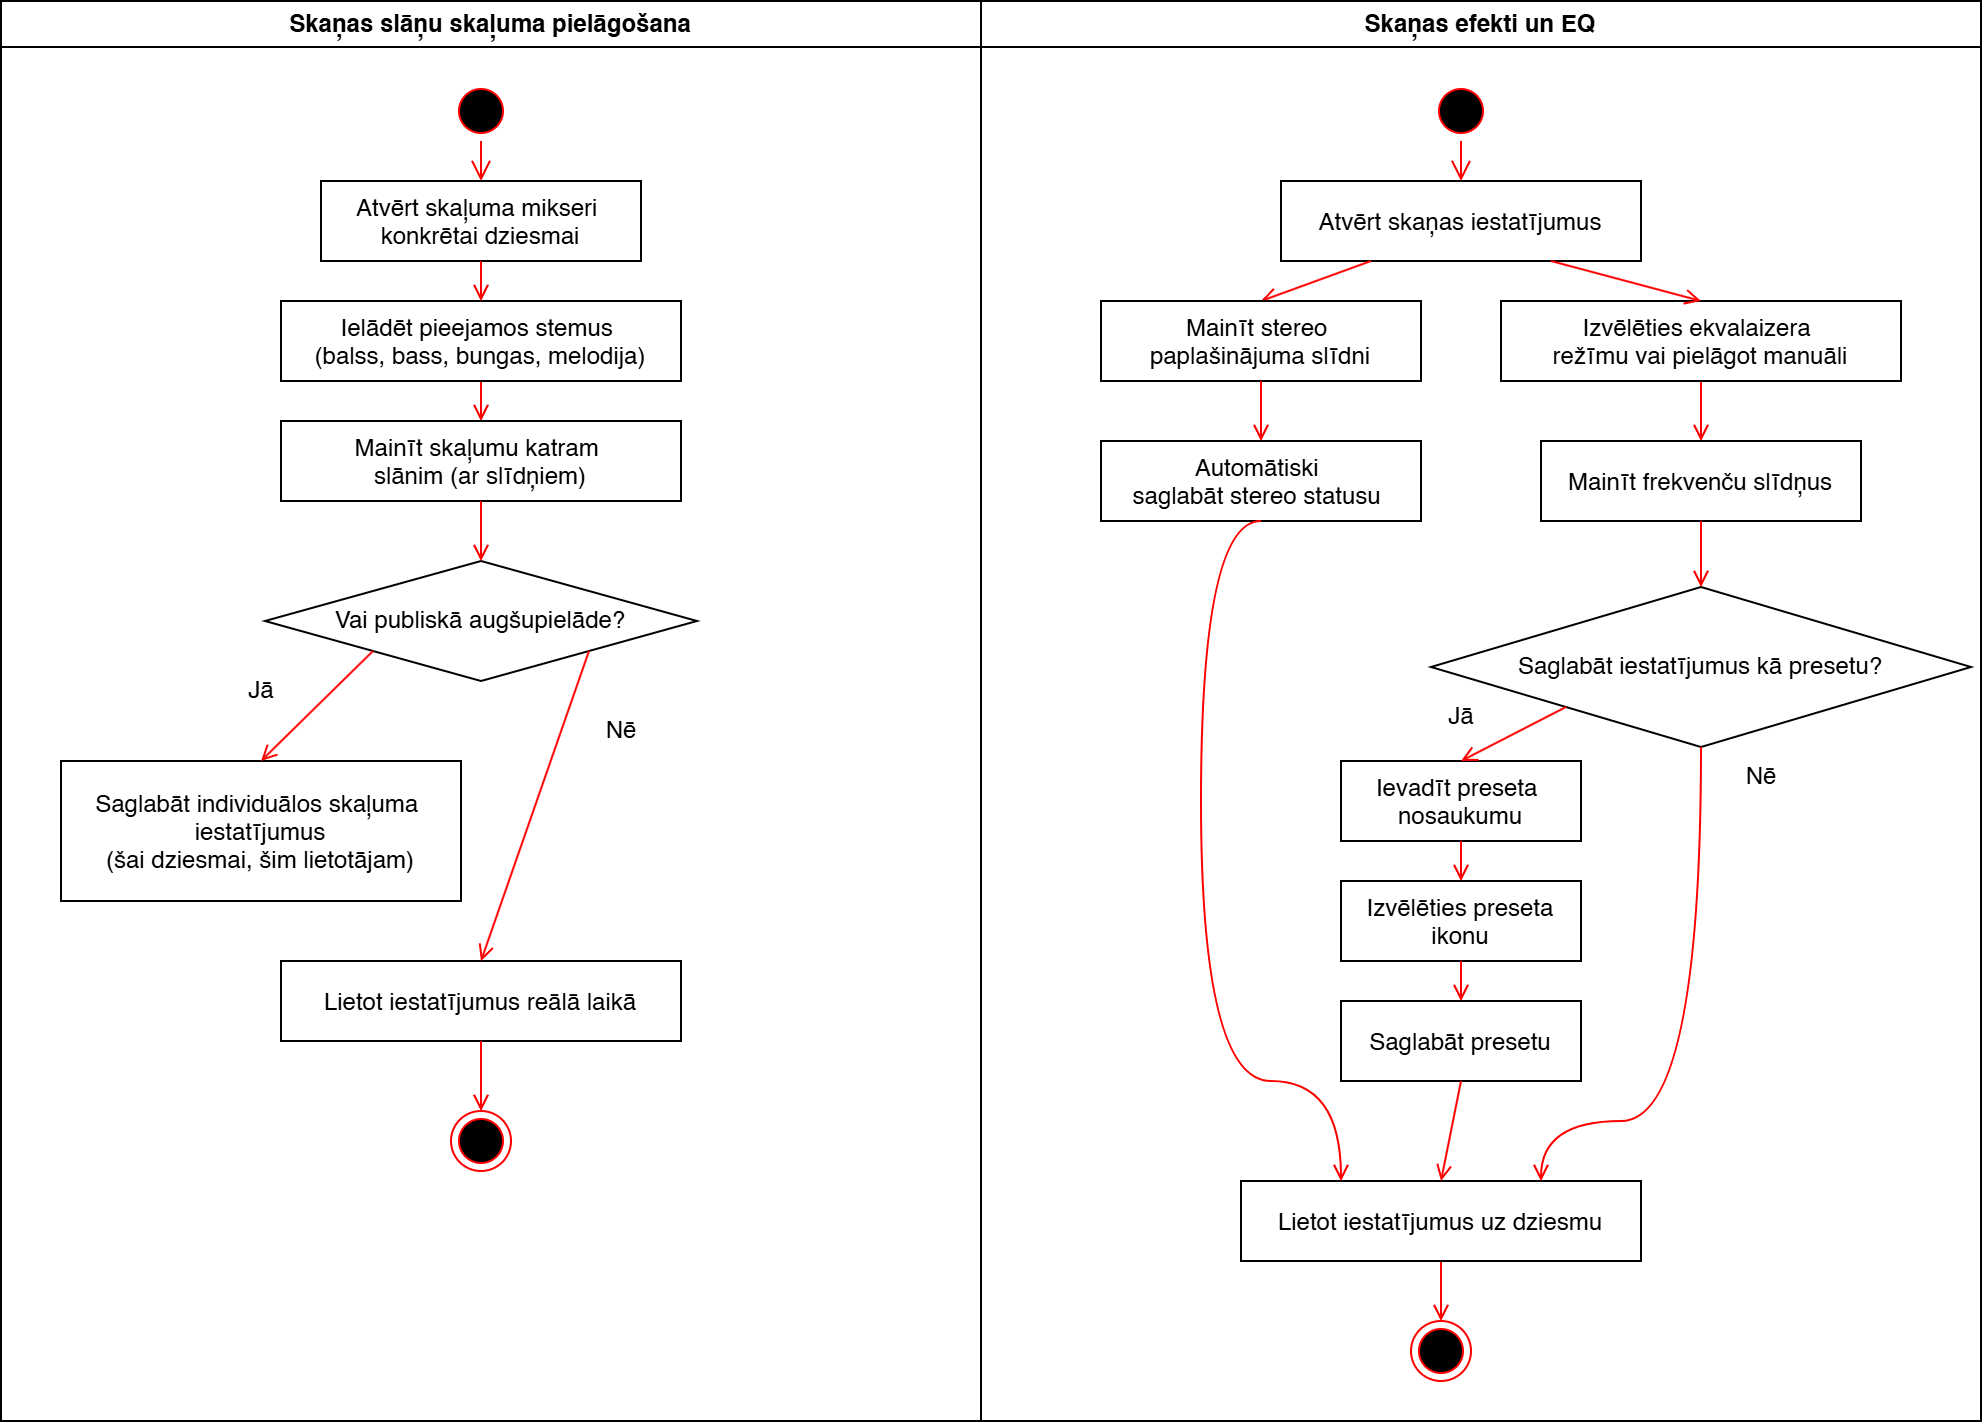 Skaņas slāņu skaļuma pielāgošana
Atvērt skaļuma mikseri
konkrētai dziesmai
Ielādēt pieejamos stemus
(balss, bass, bungas, melodija)
Mainīt skaļumu katram
slānim (ar slīdņiem)
Vai publiskā augšupielāde?
Jā
Nē
Saglabāt individuālos skaļuma
iestatījumus
(šai dziesmai, šim lietotājam)
Lietot iestatījumus reālā laikā
Skaņas efekti un EQ
Atvērt skaņas iestatījumus
Mainīt stereo
paplašinājuma slīdni
Izvēlēties ekvalaizera
režīmu vai pielāgot manuāli
Automātiski
saglabāt stereo statusu
Mainīt frekvenču slīdņus
Saglabāt iestatījumus kā presetu?
Jā
Nē
Ievadīt preseta
nosaukumu
Izvēlēties preseta
ikonu
Saglabāt presetu
Lietot iestatījumus uz dziesmu